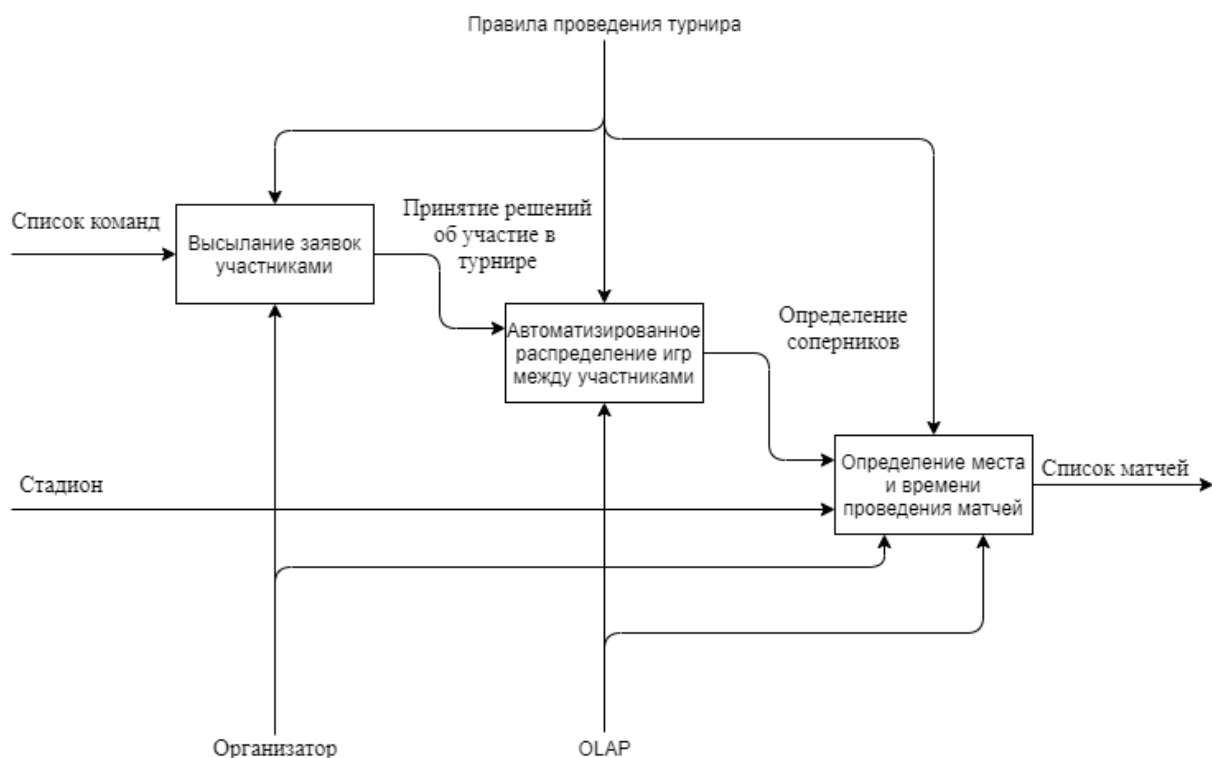 Правила проведения турнира
Список команд
Высылание заявок
участниками
Принятие решений
об участие в
турнире
Автоматизированное
распределение игр
между участниками
Определение
соперников
Стадион
Определение места
и времени
проведения матчей
Список матчей
Организатор
OLAP